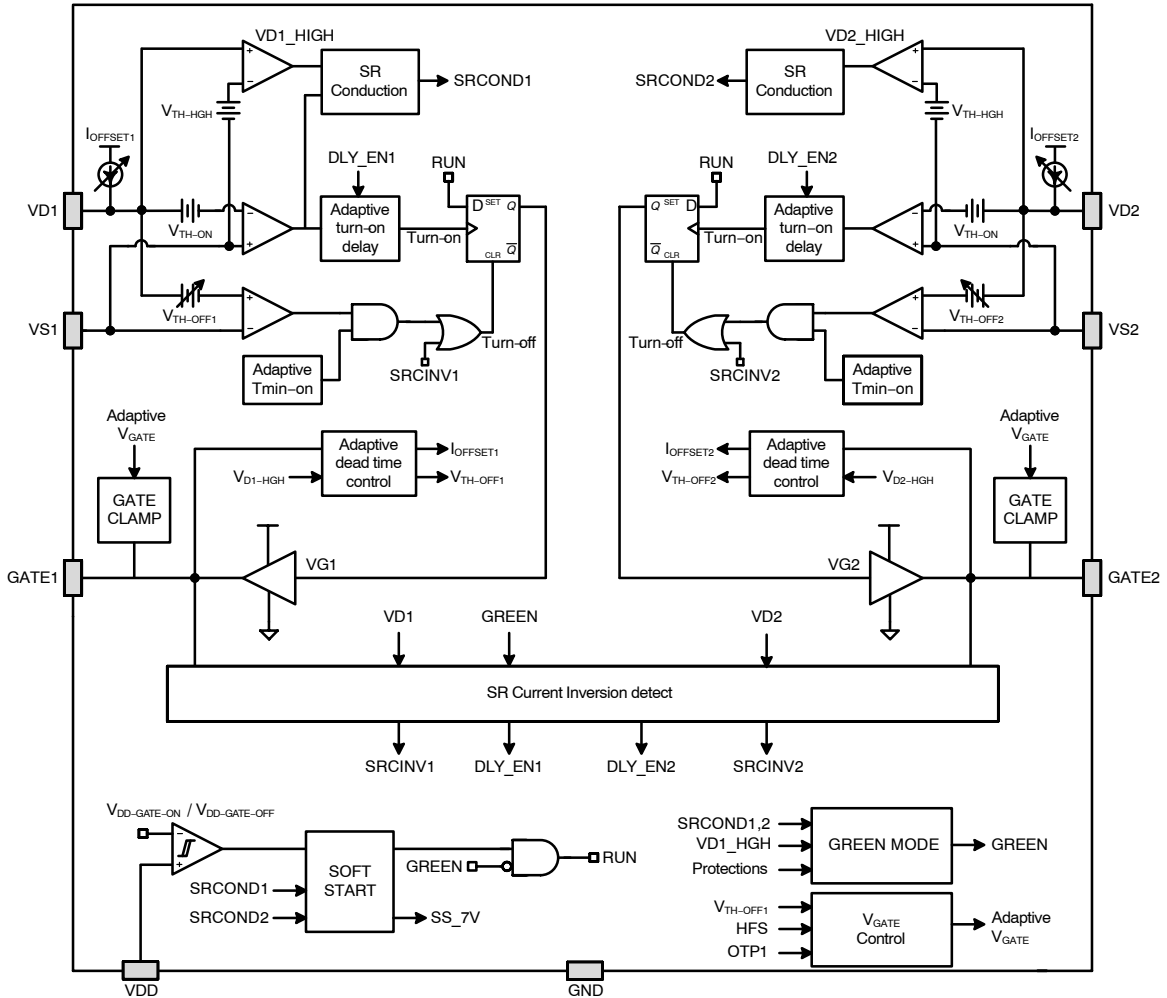 VD1_HIGH
VD2_HIGH
SR
Conduction
SRCOND1
SRCOND2
SR
Conduction
VTH–HGH
VTH–HGH
IOFFSET1
IOFFSET2
DLY_EN1
RUN
RUN
DLY_EN2
VD1
VTH–ON
+
–
Adaptive
turn-on
delay
Turn–on
D SET Q
CLR Q
Q SET D
Q CLR
Turn–on
Adaptive
turn-on
delay
VTH–ON
VD2
VS1
VTH–OFF1
Turn–off
Turn–off
VTH–OFF2
VS2
Adaptive
Tmin–on
SRCINV1
SRCINV2
Adaptive
Tmin–on
Adaptive
VGATE
GATE
CLAMP
VD1-HGH
Adaptive
dead time
control
IOFFSET1
VTH–OFF1
IOFFSET2
VTH–OFF2
Adaptive
dead time
control
VD2-HGH
Adaptive
VGATE
GATE
CLAMP
GATE1
VG1
VG2
GATE2
VD1
GREEN
VD2
SR Current Inversion detect
SRCINV1
DLY_EN1
DLY_EN2
SRCINV2
VDD–GATE–ON / VDD–GATE–OFF
SRCOND1
SRCOND2
SOFT
START
GREEN
RUN
SS_7V
SRCOND1,2
VD1_HGH
Protections
GREEN MODE
GREEN
VTH–OFF1
HFS
OTP1
VGATE
Control
Adaptive
VGATE
VDD
GND